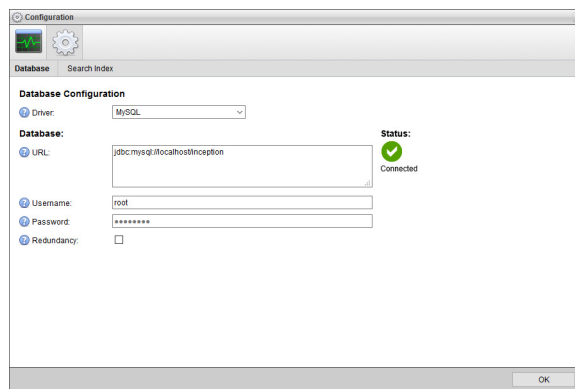 Configuration
Database Search Index
Database Configuration
Driver: MySQL
Database: Status:
URL: jdbc:mysql://localhost/inception
Connected
Username: root
Password: ●●●●●●●●
Redundancy:
OK